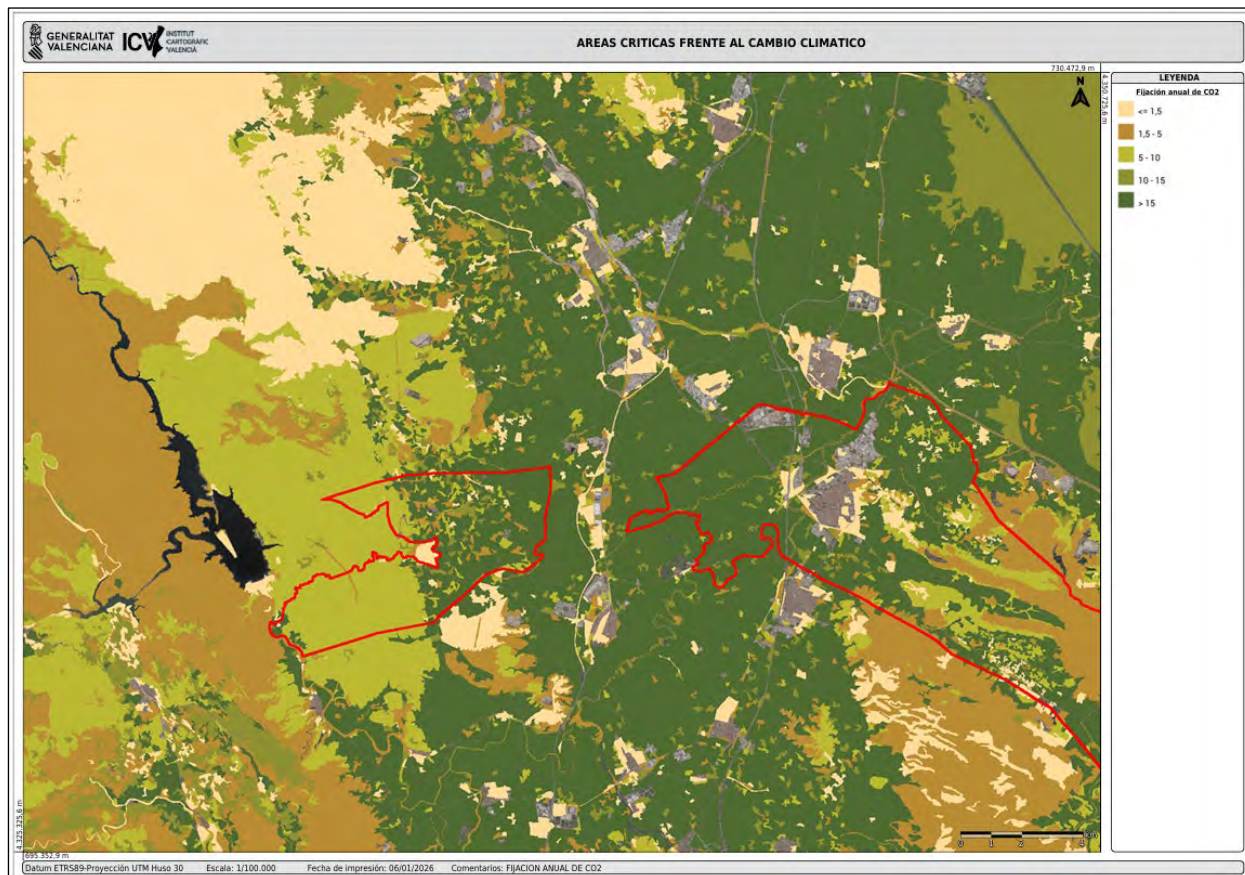 GENERALITAT
VALENCIANA
ICV
INSTITUT
CARTOGRÀFIC
VALENCIÀ
AREAS CRITICAS FRENTE AL CAMBIO CLIMATICO
730.472,9 m
4.350.725,6 m
N
LEYENDA
Fijación anual de CO2
<= 1,5
1,5 - 5
5 - 10
10 - 15
> 15
4.325.325,6 m
695.352,9 m
0 1 2
Datum ETRS89-Proyección UTM Huso 30 Escala: 1/100.000 Fecha de impresión: 06/01/2026 Comentarios: FIJACION ANUAL DE CO2